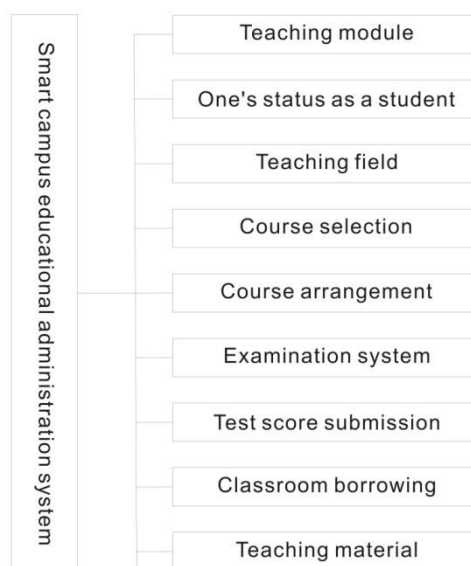 Smart campus educational administration system
Teaching module
One's status as a student
Teaching field
Course selection
Course arrangement
Examination system
Test score submission
Classroom borrowing
Teaching material